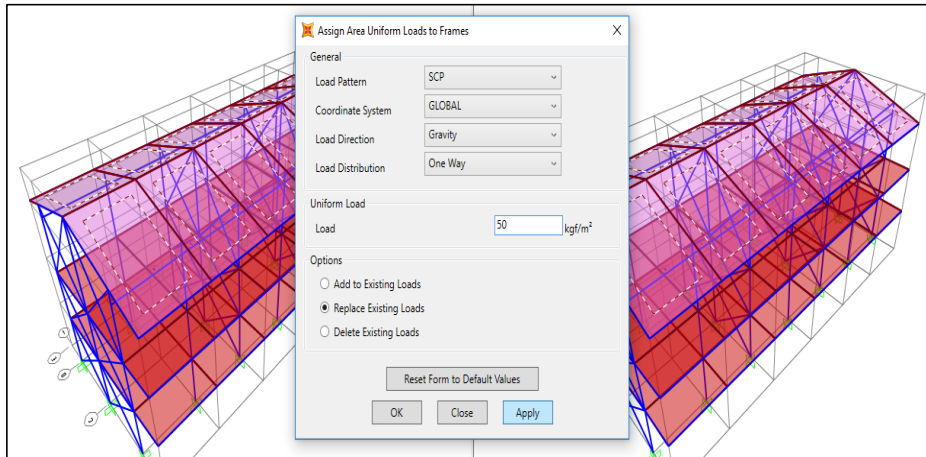 Assign Area Uniform Loads to Frames
X
General
Load Pattern SCP
Coordinate System GLOBAL
Load Direction Gravity
Load Distribution One Way
Uniform Load
Load 50 kgf/m²
Options
Add to Existing Loads
Replace Existing Loads
Delete Existing Loads
Reset Form to Default Values
OK Close Apply